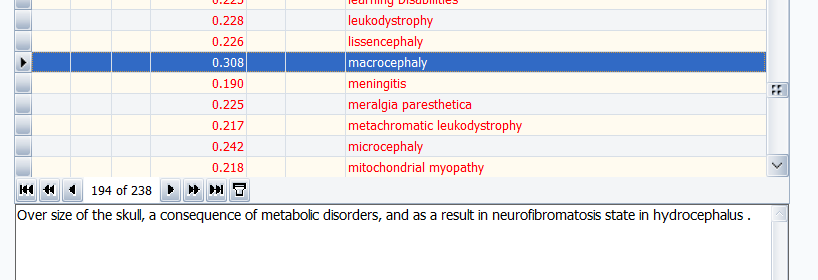 0.223 learning Disabilities
0.228 leukodystrophy
0.226 lissencephaly
0.308 macrocephaly
0.190 meningitis
0.225 meralgia paresthetica
0.217 metachromatic leukodystrophy
0.242 microcephaly
0.218 mitochondrial myopathy
194 of 238
Over size of the skull, a consequence of metabolic disorders, and as a result in neurofibromatosis state in hydrocephalus .